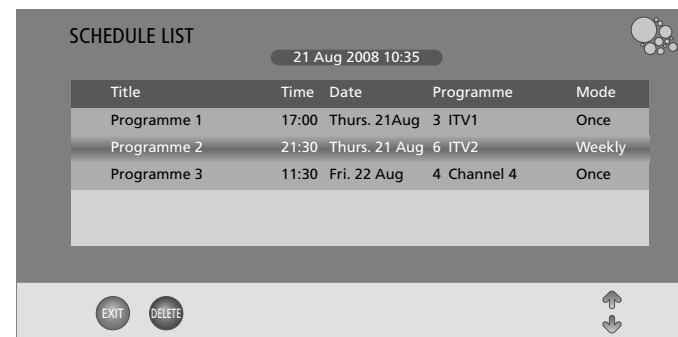 SCHEDULE LIST
21 Aug 2008 10:35
Title Time Date Programme Mode
Programme 1 17:00 Thurs. 21Aug 3 ITV1 Once
Programme 2 21:30 Thurs. 21 Aug 6 ITV2 Weekly
Programme 3 11:30 Fri. 22 Aug 4 Channel 4 Once
EXIT DELETE